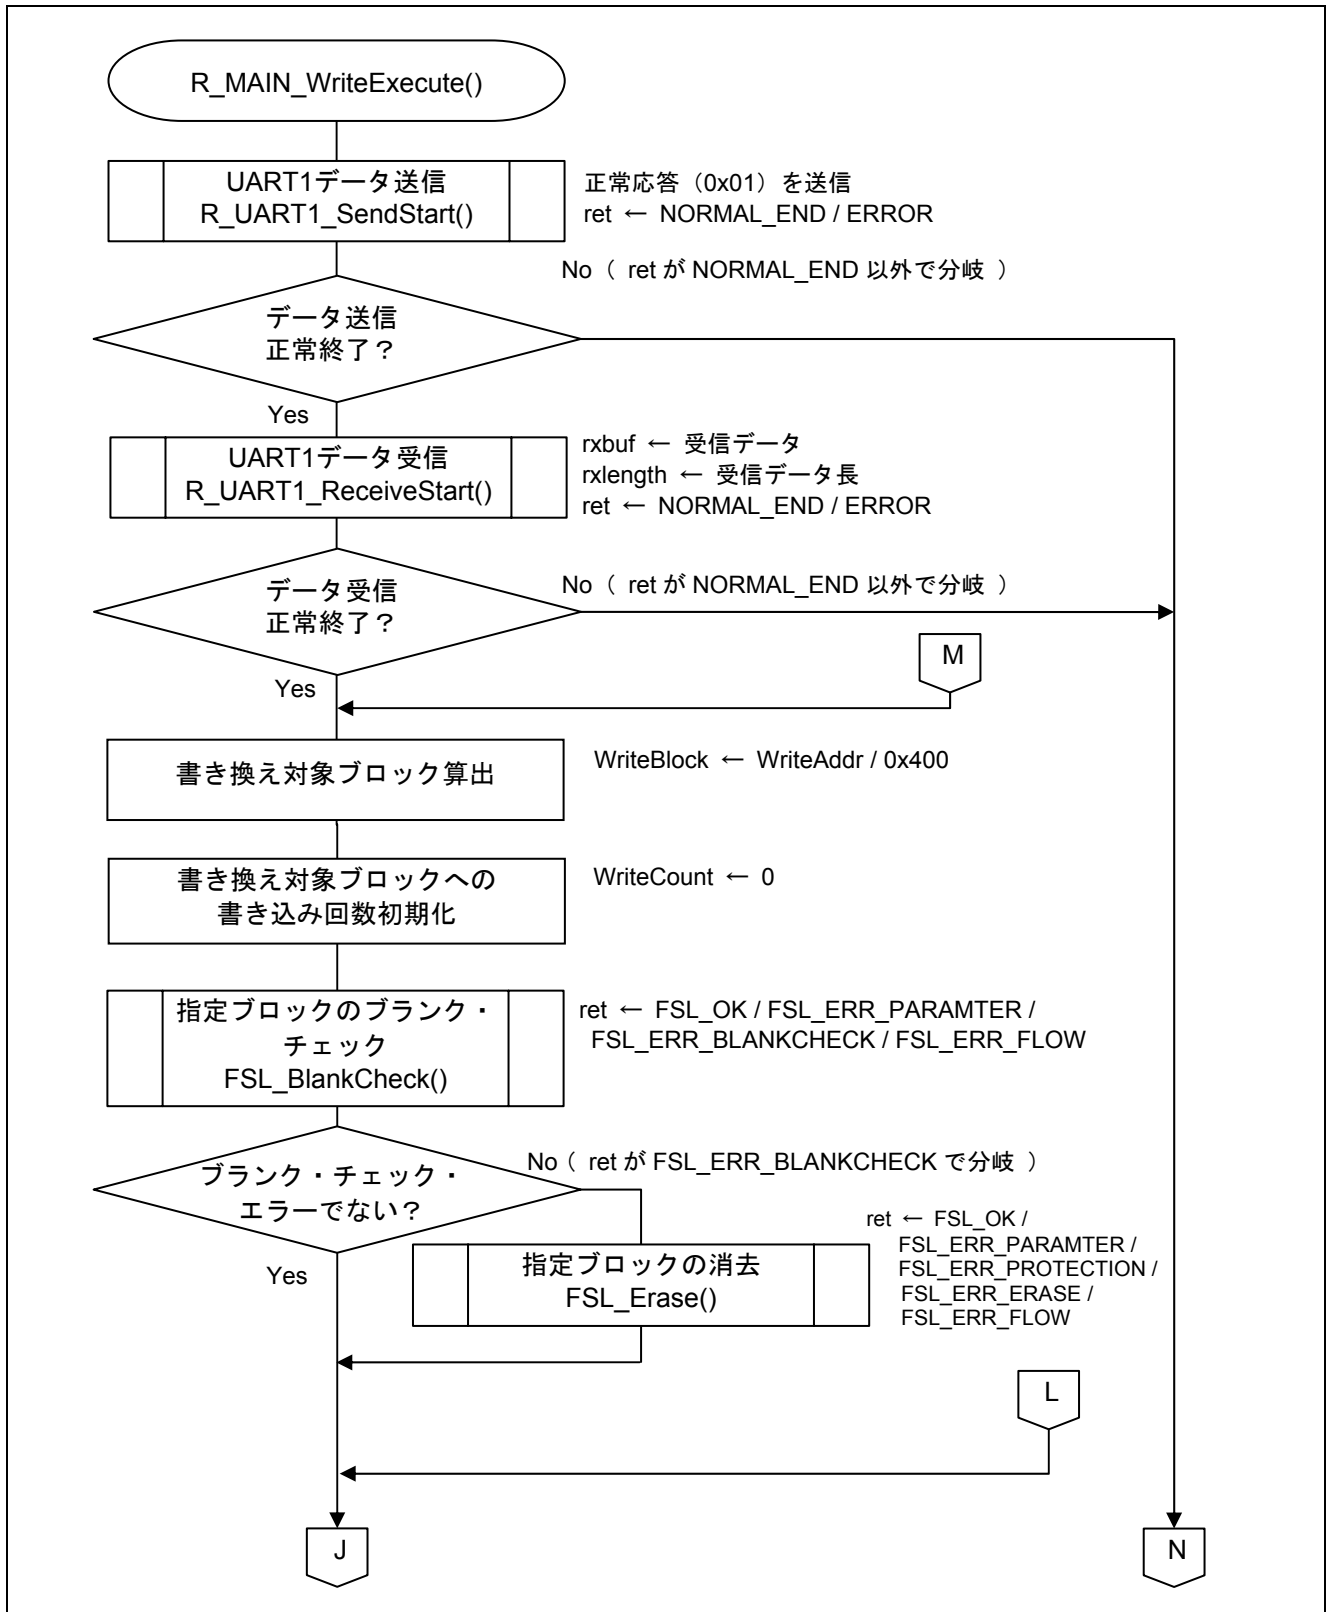 R_MAIN_WriteExecute()
UART1データ送信
R_UART1_SendStart()
正常応答（0x01）を送信
ret ← NORMAL_END / ERROR
No（ ret が NORMAL_END 以外で分岐 ）
データ送信
正常終了？
Yes
UART1データ受信
R_UART1_ReceiveStart()
rxbuf ← 受信データ
rxlength ← 受信データ長
ret ← NORMAL_END / ERROR
No（ ret が NORMAL_END 以外で分岐 ）
データ受信
正常終了？
M
Yes
書き換え対象ブロック算出
WriteBlock ← WriteAddr / 0x400
書き換え対象ブロックへの
書き込み回数初期化
WriteCount ← 0
指定ブロックのブランク・
チェック
FSL_BlankCheck()
ret ← FSL_OK / FSL_ERR_PARAMTER /
FSL_ERR_BLANKCHECK / FSL_ERR_FLOW
No（ ret が FSL_ERR_BLANKCHECK で分岐 ）
ブランク・チェック・
エラーでない？
Yes
指定ブロックの消去
FSL_Erase()
ret ← FSL_OK /
FSL_ERR_PARAMTER /
FSL_ERR_PROTECTION /
FSL_ERR_ERASE /
FSL_ERR_FLOW
L
J
N